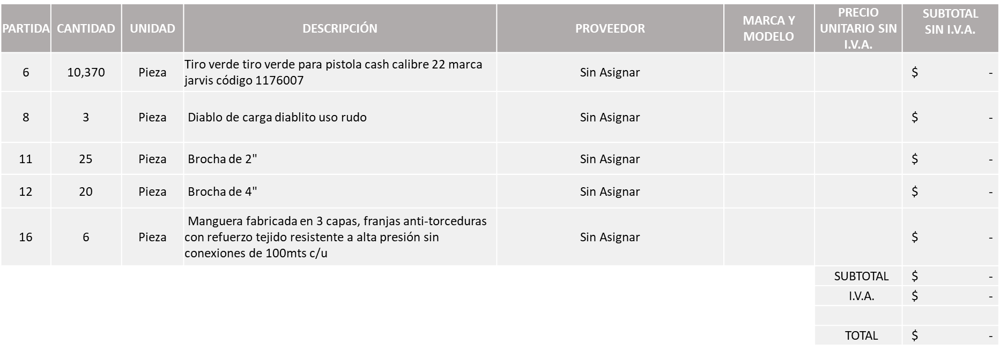 PARTIDA CANTIDAD UNIDAD DESCRIPCIÓN PROVEEDOR MARCA Y MODELO PRECIO UNITARIO SIN I.V.A. SUBTOTAL SIN I.V.A.
6 10,370 Pieza Tiro verde tiro verde para pistola cash calibre 22 marca
jarvis código 1176007 Sin Asignar $ -
8 3 Pieza Diablo de carga diablito uso rudo Sin Asignar $ -
11 25 Pieza Brocha de 2" Sin Asignar $ -
12 20 Pieza Brocha de 4" Sin Asignar $ -
16 6 Pieza Manguera fabricada en 3 capas, franjas anti-torceduras
con refuerzo tejido resistente a alta presión sin
conexiones de 100mts c/u Sin Asignar $ -
SUBTOTAL $ -
I.V.A. $ -
TOTAL $ -